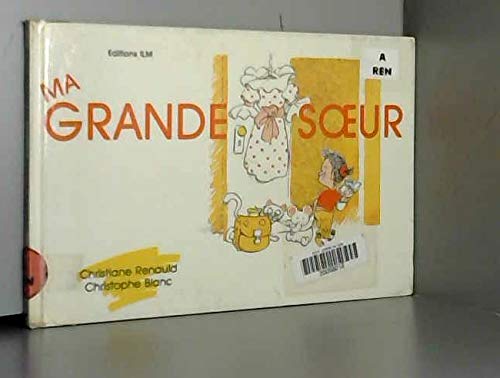 Editions ILM
A
REN
MA
GRANDE SŒUR
Christiane Renauld
Christophe Blanc